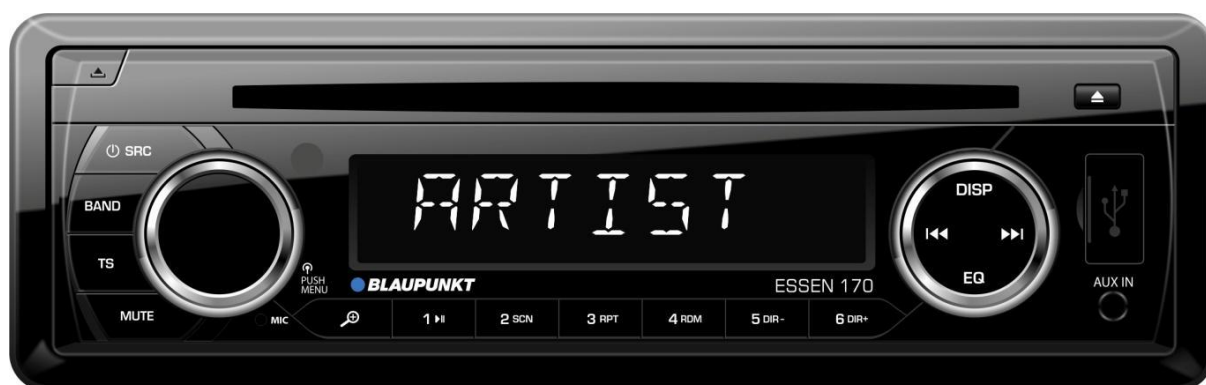 SRC
BAND
TS
MUTE
PUSH
MENU
MIC
ARTIST
BLAUPUNKT
ESSEN 170
1
2 SCN
3 RPT
4 RDM
5 DIR-
6 DIR+
DISP
EQ
AUX IN